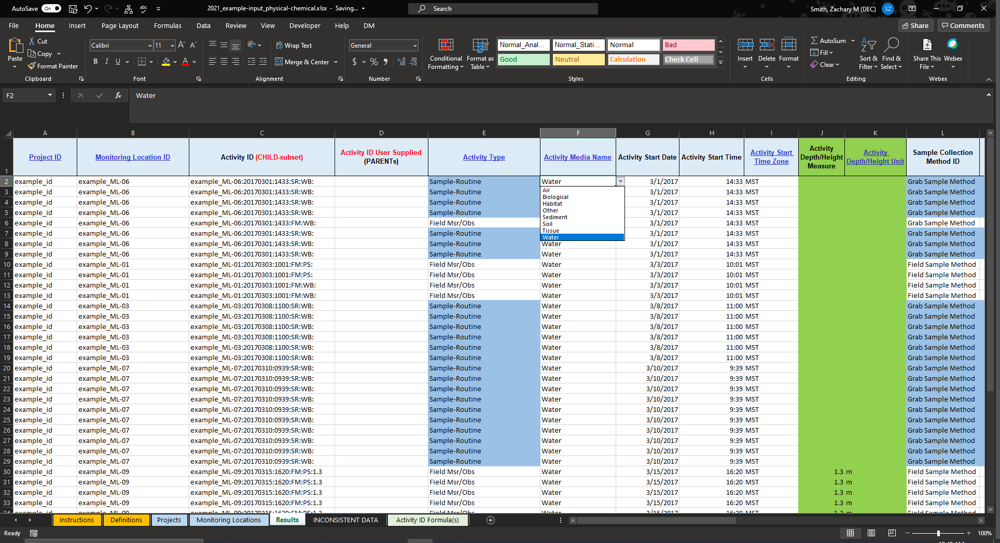 AutoSave On abc 2021_example-input_physical-chemical.xlsx - Saving... Search Smith, Zachary M (DEC) SZ
File Home Insert Page Layout Formulas Data Review View Developer Help DM Share Comments
Paste Cut Copy Format Painter Clipboard
Calibri 11 A A B I U A Font
ab Wrap Text Merge & Center Alignment
General $ % 9 Number
Conditional Formatting Format as Table Normal_Anal... Normal_Stati... Normal Bad Good Neutral Calculation Check Cell Styles
Insert Delete Format Cells
AutoSum Fill Clear Sort & Filter Find & Select Editing
Share This File Webex Webex
F2 fx Water
A B C D E F G H I J K L
1 Project ID Monitoring Location ID Activity ID (CHILD-subset) Activity ID User Supplied (PARENTs) Activity Type Activity Media Name Activity Start Date Activity Start Time Activity Start Time Zone Activity Depth/Height Measure Activity Depth/Height Unit Sample Collection Method ID
2 example_id example_ML-06 example_ML-06:20170301:1433:SR:WB: Sample-Routine Water 3/1/2017 14:33 MST Grab Sample Method
3 example_id example_ML-06 example_ML-06:20170301:1433:SR:WB: Sample-Routine 3/1/2017 14:33 MST Grab Sample Method
4 example_id example_ML-06 example_ML-06:20170301:1433:SR:WB: Sample-Routine 3/1/2017 14:33 MST Grab Sample Method
5 example_id example_ML-06 example_ML-06:20170301:1433:SR:WB: Sample-Routine 3/1/2017 14:33 MST Grab Sample Method
6 example_id example_ML-06 example_ML-06:20170301:1433:FM:WB: Field Msr/Obs 3/1/2017 14:33 MST Grab Sample Method
7 example_id example_ML-06 example_ML-06:20170301:1433:SR:WB: Sample-Routine 3/1/2017 14:33 MST Grab Sample Method
Air
Biological
Habitat
Other
Sediment
Soil
Tissue
Water
8 example_id example_ML-06 example_ML-06:20170301:1433:SR:WB: Sample-Routine Water 3/1/2017 14:33 MST Grab Sample Method
9 example_id example_ML-06 example_ML-06:20170301:1433:SR:WB: Sample-Routine Water 3/1/2017 14:33 MST Grab Sample Method
10 example_id example_ML-01 example_ML-01:20170303:1001:FM:PS: Field Msr/Obs Water 3/3/2017 10:01 MST Field Sample Method
11 example_id example_ML-01 example_ML-01:20170303:1001:FM:PS: Field Msr/Obs Water 3/3/2017 10:01 MST Field Sample Method
12 example_id example_ML-01 example_ML-01:20170303:1001:FM:WB: Field Msr/Obs Water 3/3/2017 10:01 MST Field Sample Method
13 example_id example_ML-01 example_ML-01:20170303:1001:FM:WB: Field Msr/Obs Water 3/3/2017 10:01 MST Field Sample Method
14 example_id example_ML-03 example_ML-03:20170308:1100:SR:WB: Sample-Routine Water 3/8/2017 11:00 MST Grab Sample Method
15 example_id example_ML-03 example_ML-03:20170308:1100:SR:WB: Sample-Routine Water 3/8/2017 11:00 MST Grab Sample Method
16 example_id example_ML-03 example_ML-03:20170308:1100:SR:WB: Sample-Routine Water 3/8/2017 11:00 MST Grab Sample Method
17 example_id example_ML-03 example_ML-03:20170308:1100:SR:WB: Sample-Routine Water 3/8/2017 11:00 MST Grab Sample Method
18 example_id example_ML-03 example_ML-03:20170308:1100:SR:WB: Sample-Routine Water 3/8/2017 11:00 MST Grab Sample Method
19 example_id example_ML-03 example_ML-03:20170308:1100:SR:WB: Sample-Routine Water 3/8/2017 11:00 MST Grab Sample Method
20 example_id example_ML-07 example_ML-07:20170310:0939:SR:WB: Sample-Routine Water 3/10/2017 9:39 MST Grab Sample Method
21 example_id example_ML-07 example_ML-07:20170310:0939:SR:WB: Sample-Routine Water 3/10/2017 9:39 MST Grab Sample Method
22 example_id example_ML-07 example_ML-07:20170310:0939:SR:WB: Sample-Routine Water 3/10/2017 9:39 MST Grab Sample Method
23 example_id example_ML-07 example_ML-07:20170310:0939:SR:WB: Sample-Routine Water 3/10/2017 9:39 MST Grab Sample Method
24 example_id example_ML-07 example_ML-07:20170310:0939:SR:WB: Sample-Routine Water 3/10/2017 9:39 MST Grab Sample Method
25 example_id example_ML-07 example_ML-07:20170310:0939:SR:WB: Sample-Routine Water 3/10/2017 9:39 MST Grab Sample Method
26 example_id example_ML-07 example_ML-07:20170310:0939:SR:WB: Sample-Routine Water 3/10/2017 9:39 MST Grab Sample Method
27 example_id example_ML-07 example_ML-07:20170310:0939:SR:WB: Sample-Routine Water 3/10/2017 9:39 MST Grab Sample Method
28 example_id example_ML-07 example_ML-07:20170310:0939:SR:WB: Sample-Routine Water 3/10/2017 9:39 MST Grab Sample Method
29 example_id example_ML-07 example_ML-07:20170310:0939:SR:WB: Sample-Routine Water 3/10/2017 9:39 MST Grab Sample Method
30 example_id example_ML-09 example_ML-09:20170315:1620:FM:PS:1.3 Field Msr/Obs Water 3/15/2017 16:20 MST 1.3 m Field Sample Method
31 example_id example_ML-09 example_ML-09:20170315:1620:FM:PS:1.3 Field Msr/Obs Water 3/15/2017 16:20 MST 1.3 m Field Sample Method
32 example_id example_ML-09 example_ML-09:20170315:1620:FM:PS:1.3 Field Msr/Obs Water 3/15/2017 16:20 MST 1.3 m Field Sample Method
33 example_id example_ML-09 example_ML-09:20170315:1620:FM:PS:1.3 Field Msr/Obs Water 3/15/2017 16:20 MST 1.3 m Field Sample Method
Instructions Definitions Projects Monitoring Locations Results INCONSISTENT DATA Activity ID Formula(s)
Ready 100%